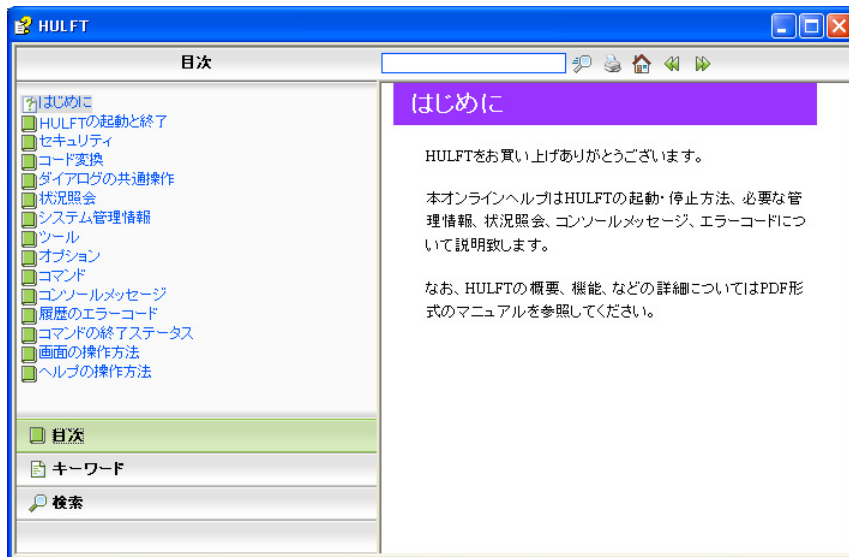 HULFT
目次
はじめに
HULFTの起動と終了
セキュリティ
コード変換
ダイアログの共通操作
状況照会
システム管理情報
ツール
オプション
コマンド
コンソールメッセージ
履歴のエラーコード
コマンドの終了ステータス
画面の操作方法
ヘルプの操作方法
目次
キーワード
検索
はじめに
HULFTをお買い上げありがとうございます。
本オンラインヘルプはHULFTの起動・停止方法、必要な管
理情報、状況照会、コンソールメッセージ、エラーコードにつ
いて説明致します。
なお、HULFTの概要、機能、などの詳細についてはPDF形
式のマニュアルを参照してください。